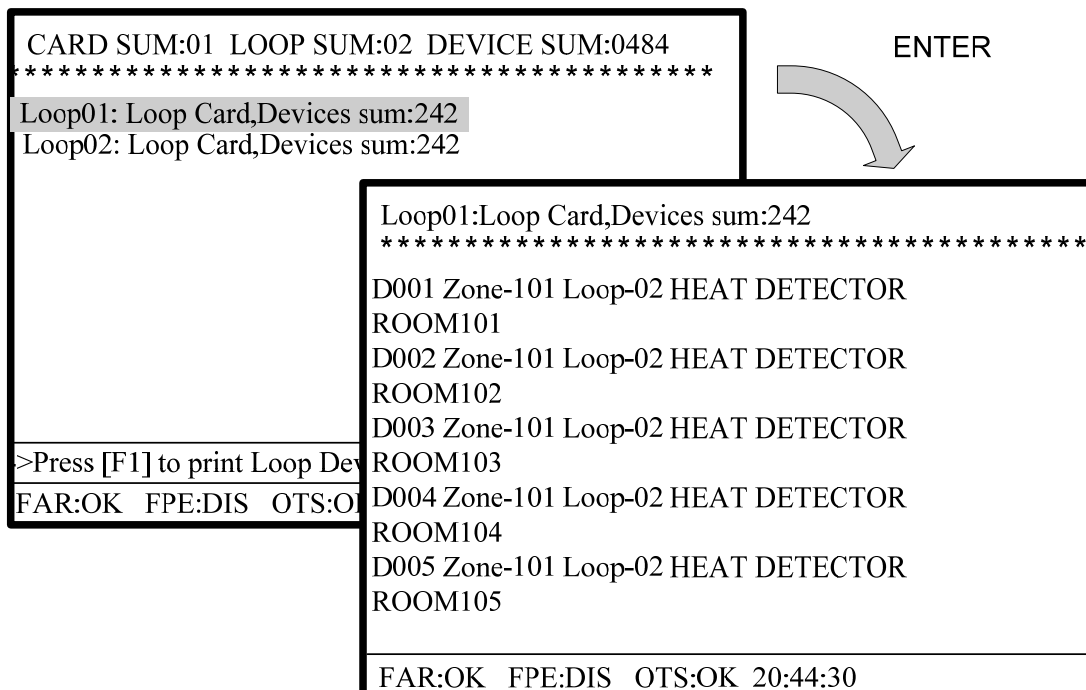 CARD SUM:01 LOOP SUM:02 DEVICE SUM:0484
*******************************************
Loop01: Loop Card,Devices sum:242
Loop02: Loop Card,Devices sum:242
>Press [F1] to print Loop
FAR:OK FPE:DIS
ENTER
Loop01:Loop Card,Devices sum:242
*******************************************
D001 Zone-101 Loop-02 HEAT DETECTOR
ROOM101
D002 Zone-101 Loop-02 HEAT DETECTOR
ROOM102
D003 Zone-101 Loop-02 HEAT DETECTOR
ROOM103
D004 Zone-101 Loop-02 HEAT DETECTOR
ROOM104
D005 Zone-101 Loop-02 HEAT DETECTOR
ROOM105
FAR:OK FPE:DIS OTS:OK 20:44:30